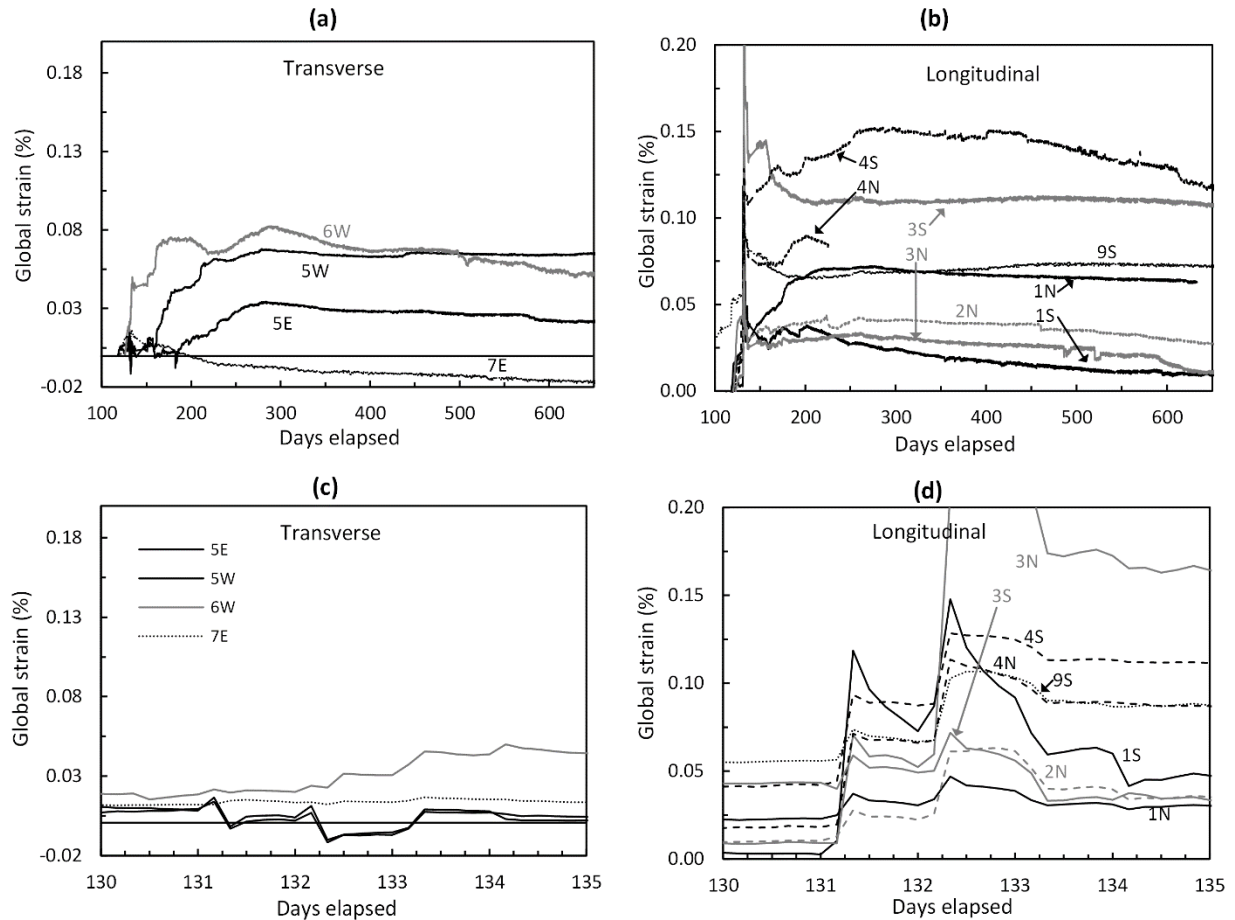 (a)
Transverse
Global strain (%)
0.18
0.13
0.08
0.03
-0.02
6W
5W
5E
7E
100 200 300 400 500 600
Days elapsed
(b)
Longitudinal
Global strain (%)
0.20
0.15
0.10
0.05
0.00
4S
4N
3S
3N
9S
1N
1S
2N
100 200 300 400 500 600
Days elapsed
(c)
Transverse
Global strain (%)
0.18
0.13
0.08
0.03
-0.02
5E
5W
6W
7E
130 131 132 133 134 135
Days elapsed
(d)
Longitudinal
Global strain (%)
0.20
0.15
0.10
0.05
0.00
3N
3S
4S
4N
9S
1S
2N
1N
130 131 132 133 134 135
Days elapsed